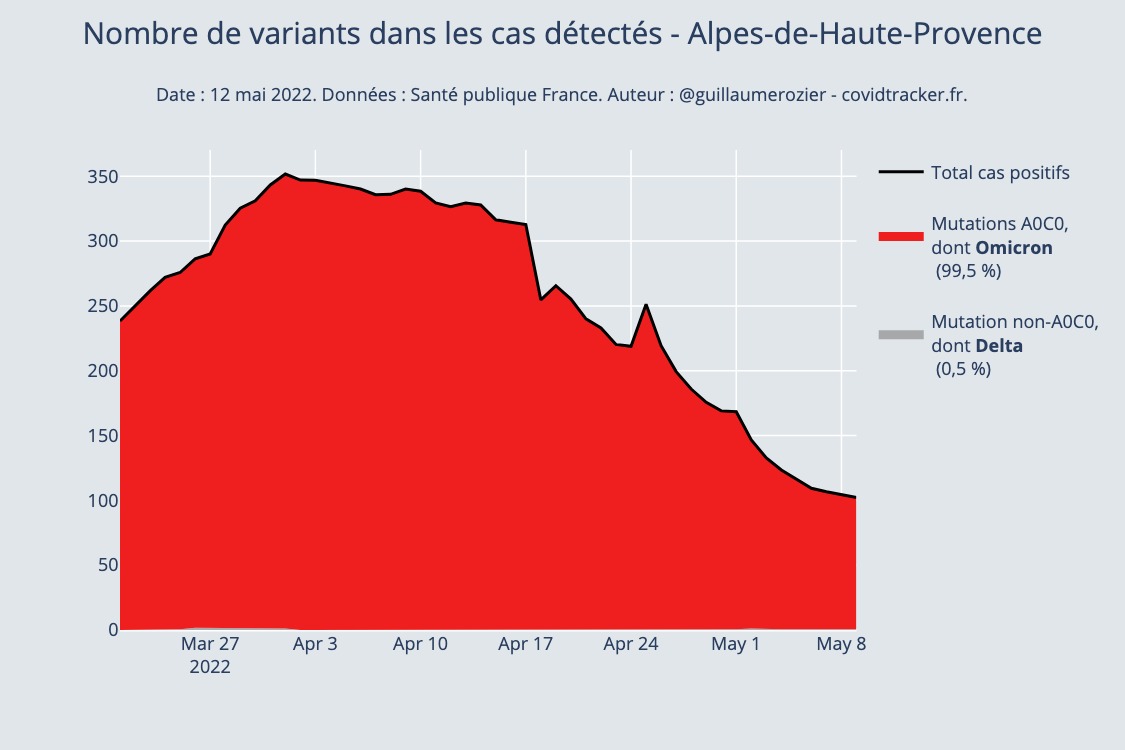 Nombre de variants dans les cas détectés - Alpes-de-Haute-Provence
Date : 12 mai 2022. Données : Santé publique France. Auteur : @guillaumerozier - covidtracker.fr.
350
300
250
200
150
100
50
0
Mar 27
2022
Apr 3
Apr 10
Apr 17
Apr 24
May 1
May 8
Total cas positifs
Mutations A0C0,
dont Omicron
(99,5 %)
Mutation non-A0C0,
dont Delta
(0,5 %)